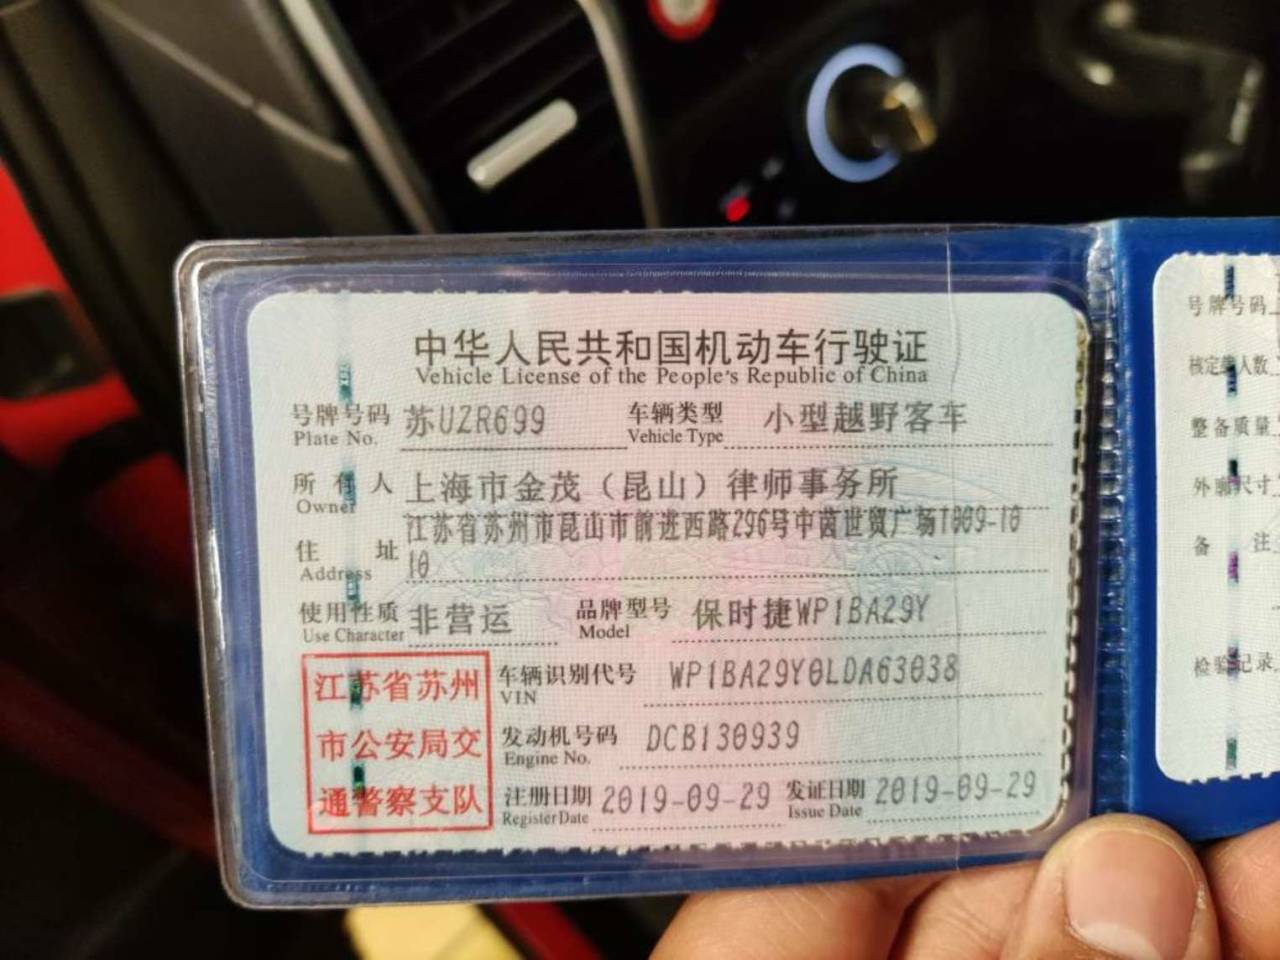 中华人民共和国机动车行驶证
Vehicle License of the People's Republic of China
号牌号码 苏UZR699 车辆类型 小型越野客车
Plate No. Vehicle Type
所有人 上海市金茂（昆山）律师事务所
Owner
江苏省苏州市昆山市前进西路296号中茵世贸广场1009-10
住址 10
Address
使用性质 非营运 品牌型号 保时捷WP1BA29Y
Use Character Model
江苏省苏州
市公安局交
通警察支队
车辆识别代号 WP1BA29Y0LDA63038
VIN
发动机号码 DCB130939
Engine No.
注册日期 2019-09-29 发证日期 2019-09-29
Register Date Issue Date
号牌号码
核定载人数
整备质量
外廓尺寸
备注
检验记录